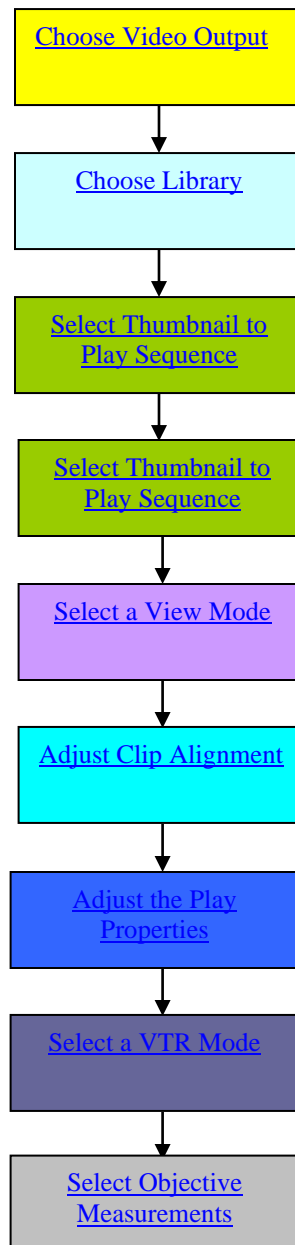 Choose Video Output
Choose Library
Select Thumbnail to
Play Sequence
Select Thumbnail to
Play Sequence
Select a View Mode
Adjust Clip Alignment
Adjust the Play
Properties
Select a VTR Mode
Select Objective
Measurements